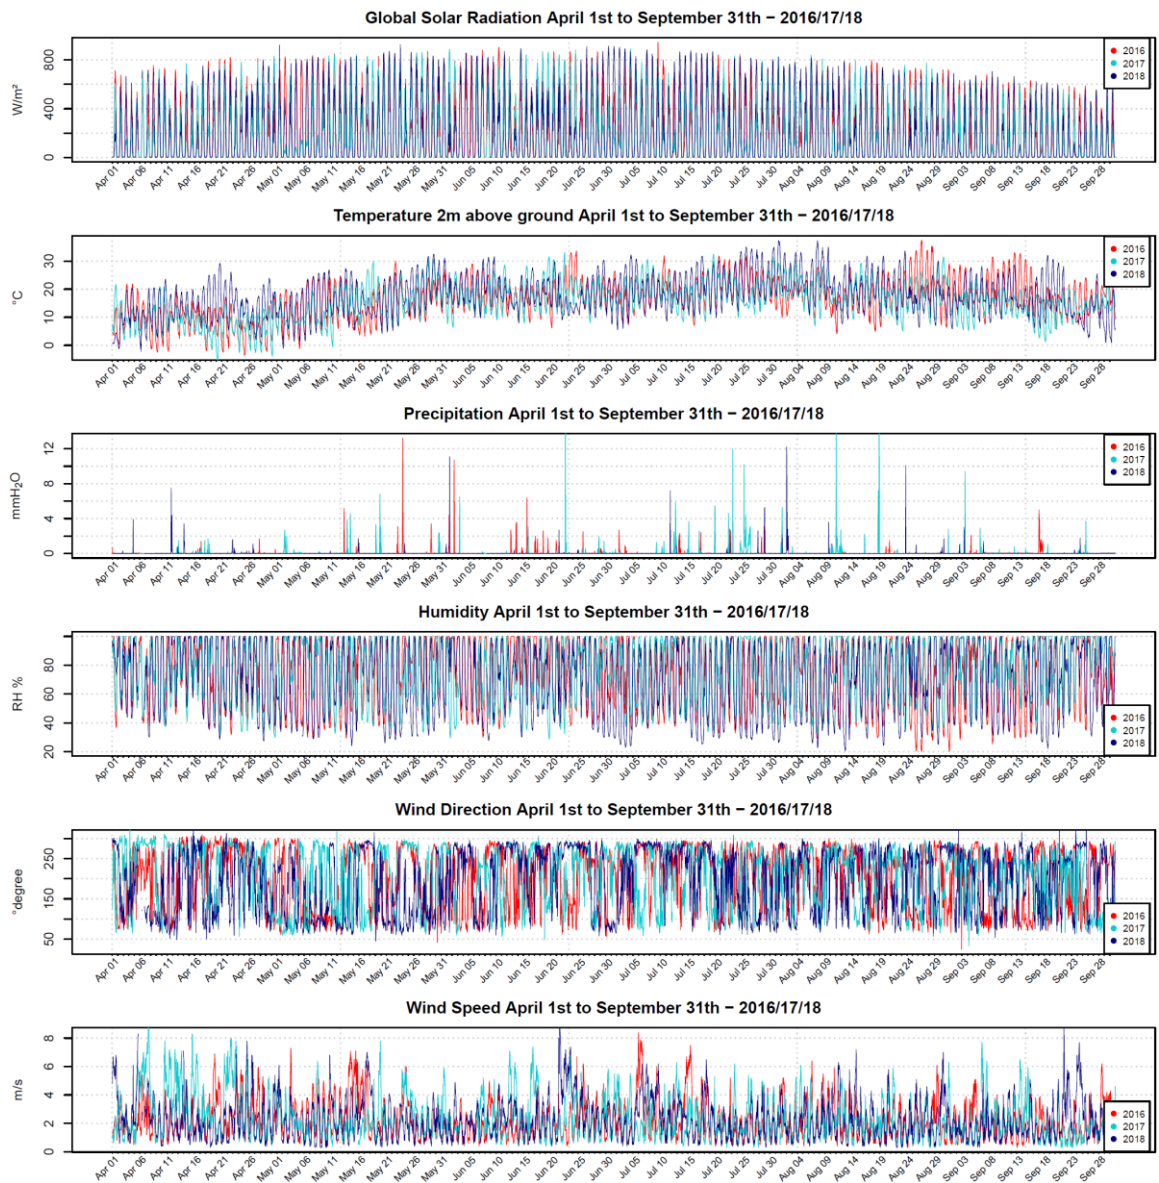 Global Solar Radiation April 1st to September 31th − 2016/17/18
800
400
0
W/m²
2016
2017
2018
Apr 01 Apr 06 Apr 11 Apr 16 Apr 21 Apr 26 May 01 May 06 May 11 May 16 May 21 May 26 May 31 Jun 05 Jun 10 Jun 15 Jun 20 Jun 25 Jun 30 Jul 05 Jul 10 Jul 15 Jul 20 Jul 25 Jul 30 Aug 04 Aug 09 Aug 14 Aug 19 Aug 24 Aug 29 Sep 03 Sep 08 Sep 13 Sep 18 Sep 23 Sep 28
Temperature 2m above ground April 1st to September 31th − 2016/17/18
30
20
10
0
°C
2016
2017
2018
Apr 01 Apr 06 Apr 11 Apr 16 Apr 21 Apr 26 May 01 May 06 May 11 May 16 May 21 May 26 May 31 Jun 05 Jun 10 Jun 15 Jun 20 Jun 25 Jun 30 Jul 05 Jul 10 Jul 15 Jul 20 Jul 25 Jul 30 Aug 04 Aug 09 Aug 14 Aug 19 Aug 24 Aug 29 Sep 03 Sep 08 Sep 13 Sep 18 Sep 23 Sep 28
Precipitation April 1st to September 31th − 2016/17/18
12
8
4
0
mmH₂O
2016
2017
2018
Apr 01 Apr 06 Apr 11 Apr 16 Apr 21 Apr 26 May 01 May 06 May 11 May 16 May 21 May 26 May 31 Jun 05 Jun 10 Jun 15 Jun 20 Jun 25 Jun 30 Jul 05 Jul 10 Jul 15 Jul 20 Jul 25 Jul 30 Aug 04 Aug 09 Aug 14 Aug 19 Aug 24 Aug 29 Sep 03 Sep 08 Sep 13 Sep 18 Sep 23 Sep 28
Humidity April 1st to September 31th − 2016/17/18
80
60
40
20
RH %
2016
2017
2018
Apr 01 Apr 06 Apr 11 Apr 16 Apr 21 Apr 26 May 01 May 06 May 11 May 16 May 21 May 26 May 31 Jun 05 Jun 10 Jun 15 Jun 20 Jun 25 Jun 30 Jul 05 Jul 10 Jul 15 Jul 20 Jul 25 Jul 30 Aug 04 Aug 09 Aug 14 Aug 19 Aug 24 Aug 29 Sep 03 Sep 08 Sep 13 Sep 18 Sep 23 Sep 28
Wind Direction April 1st to September 31th − 2016/17/18
250
150
50
°degree
2016
2017
2018
Apr 01 Apr 06 Apr 11 Apr 16 Apr 21 Apr 26 May 01 May 06 May 11 May 16 May 21 May 26 May 31 Jun 05 Jun 10 Jun 15 Jun 20 Jun 25 Jun 30 Jul 05 Jul 10 Jul 15 Jul 20 Jul 25 Jul 30 Aug 04 Aug 09 Aug 14 Aug 19 Aug 24 Aug 29 Sep 03 Sep 08 Sep 13 Sep 18 Sep 23 Sep 28
Wind Speed April 1st to September 31th − 2016/17/18
8
6
4
2
0
m/s
2016
2017
2018
Apr 01 Apr 06 Apr 11 Apr 16 Apr 21 Apr 26 May 01 May 06 May 11 May 16 May 21 May 26 May 31 Jun 05 Jun 10 Jun 15 Jun 20 Jun 25 Jun 30 Jul 05 Jul 10 Jul 15 Jul 20 Jul 25 Jul 30 Aug 04 Aug 09 Aug 14 Aug 19 Aug 24 Aug 29 Sep 03 Sep 08 Sep 13 Sep 18 Sep 23 Sep 28